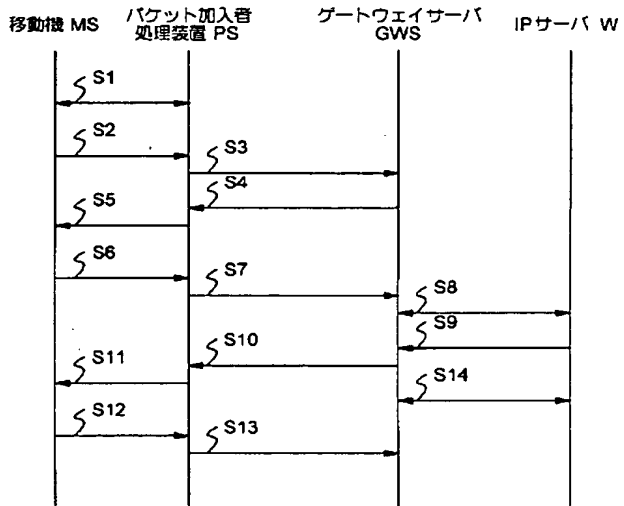 移動機 MS
パケット加入者
処理装置 PS
ゲートウェイサーバ
GWS
IPサーバ W
S1
S2
S3
S4
S5
S6
S7
S8
S9
S10
S11
S14
S12
S13